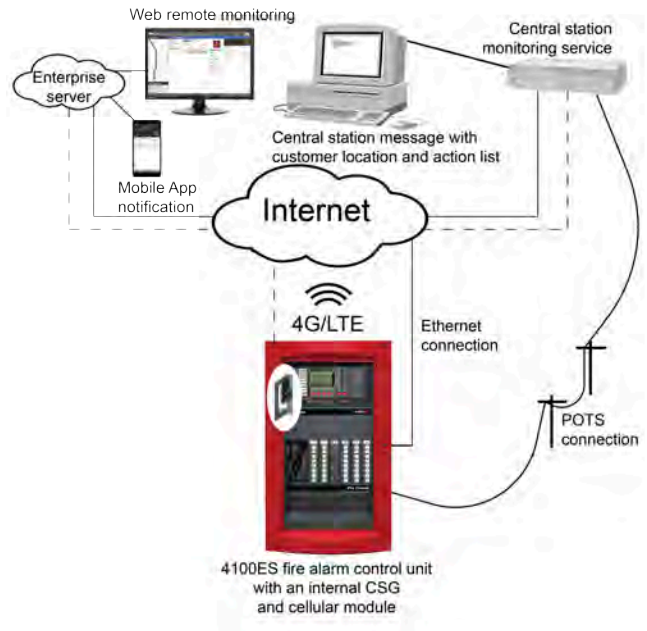 Web remote monitoring
Central station
monitoring service
Enterprise
server
Central station message with
customer location and action list
Mobile App
notification
Internet
4G/LTE
Ethernet
connection
POTS
connection
4100ES fire alarm control unit
with an internal CSG
and cellular module